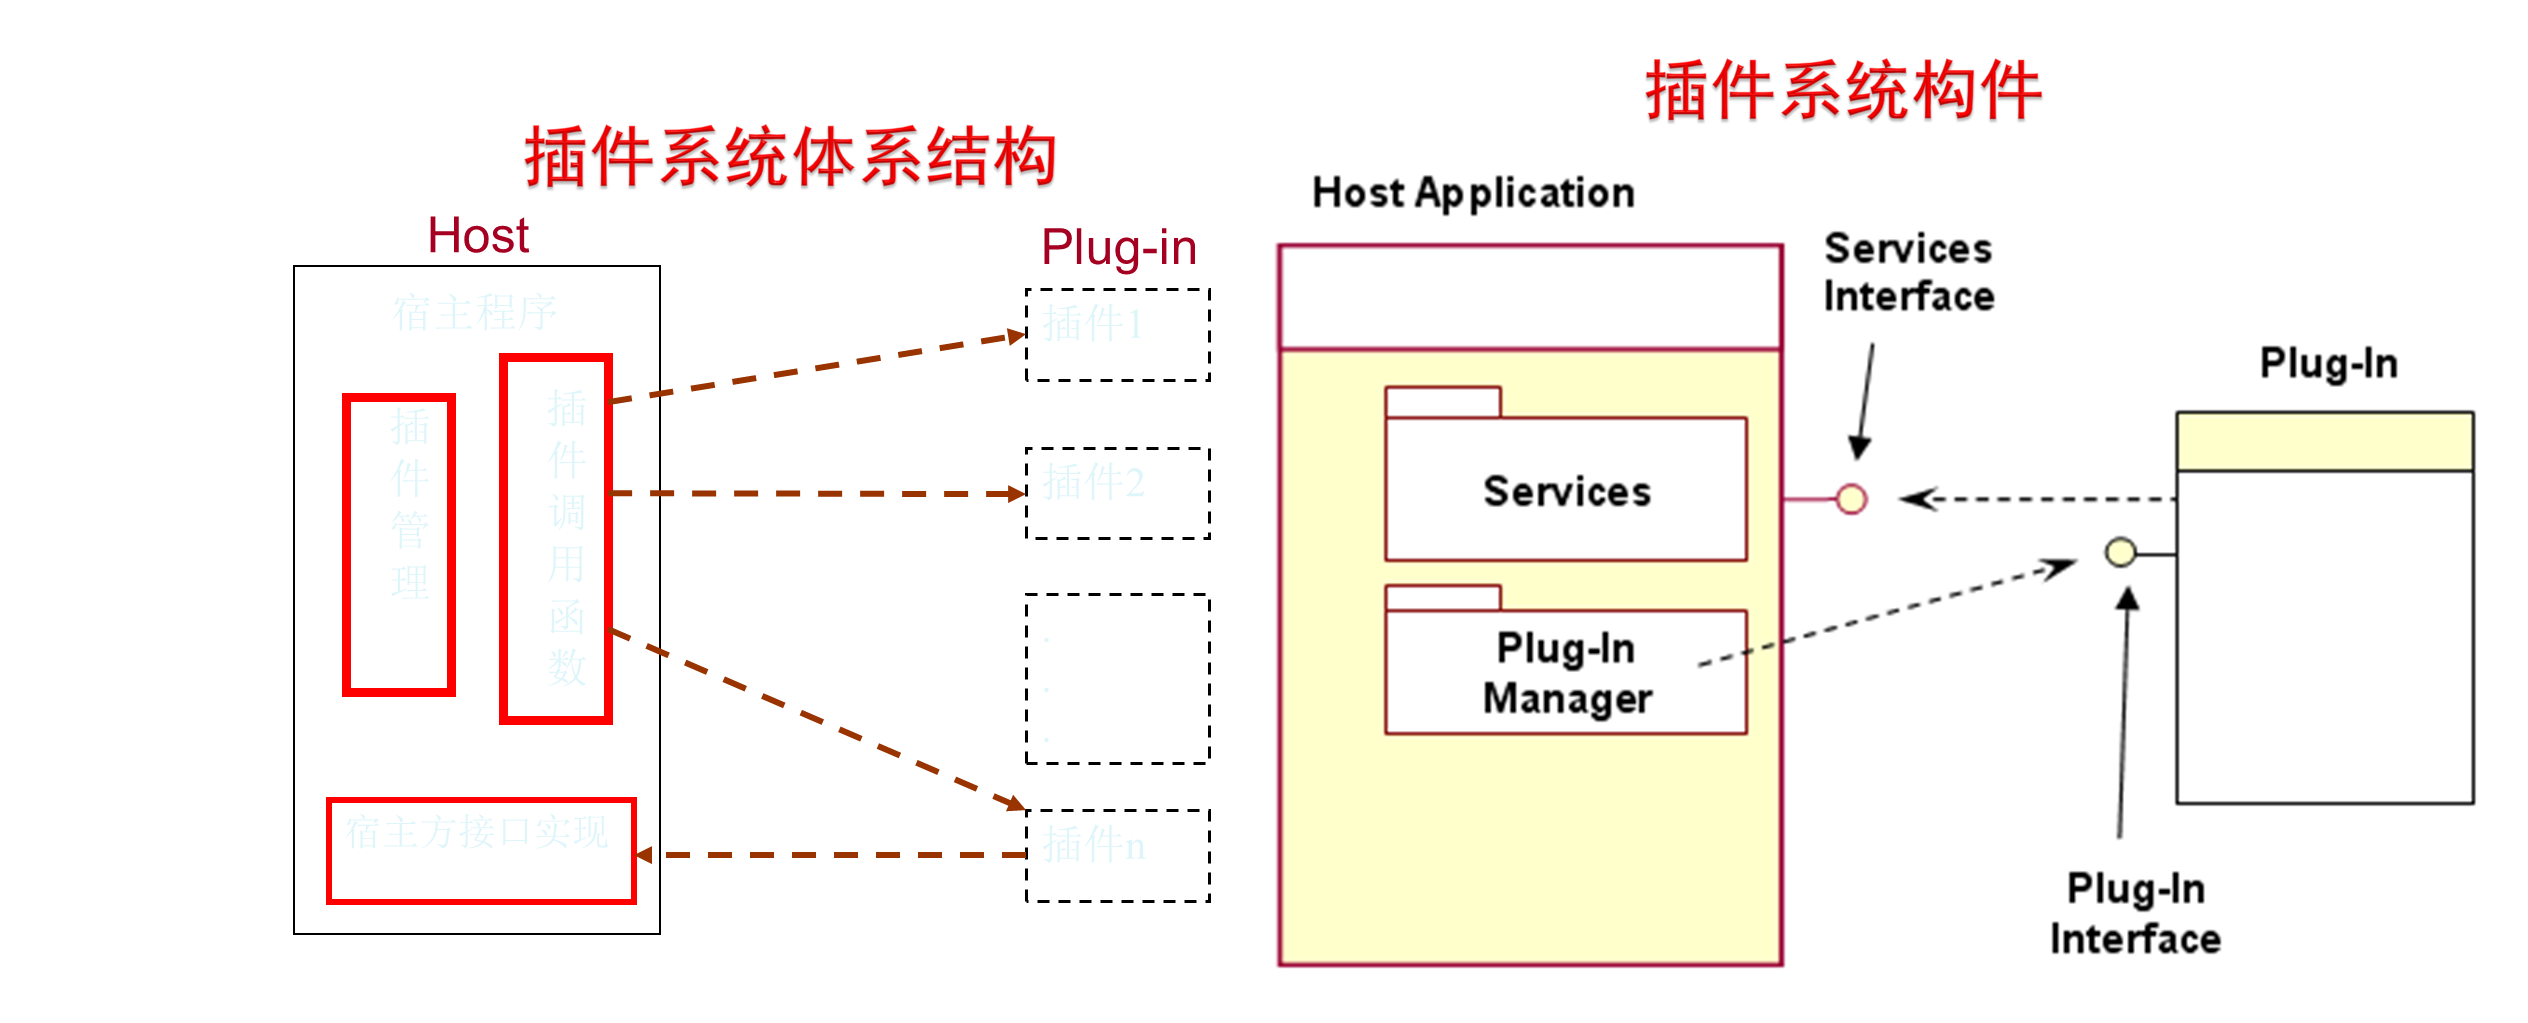 插件系统体系结构
Host
宿主程序
插件管理
插件调用函数
宿主方接口实现
Plug-in
插件1
插件2
.
.
.
插件n
插件系统构件
Host Application
Services
Interface
Plug-In
Services
Plug-In
Manager
Plug-In
Interface